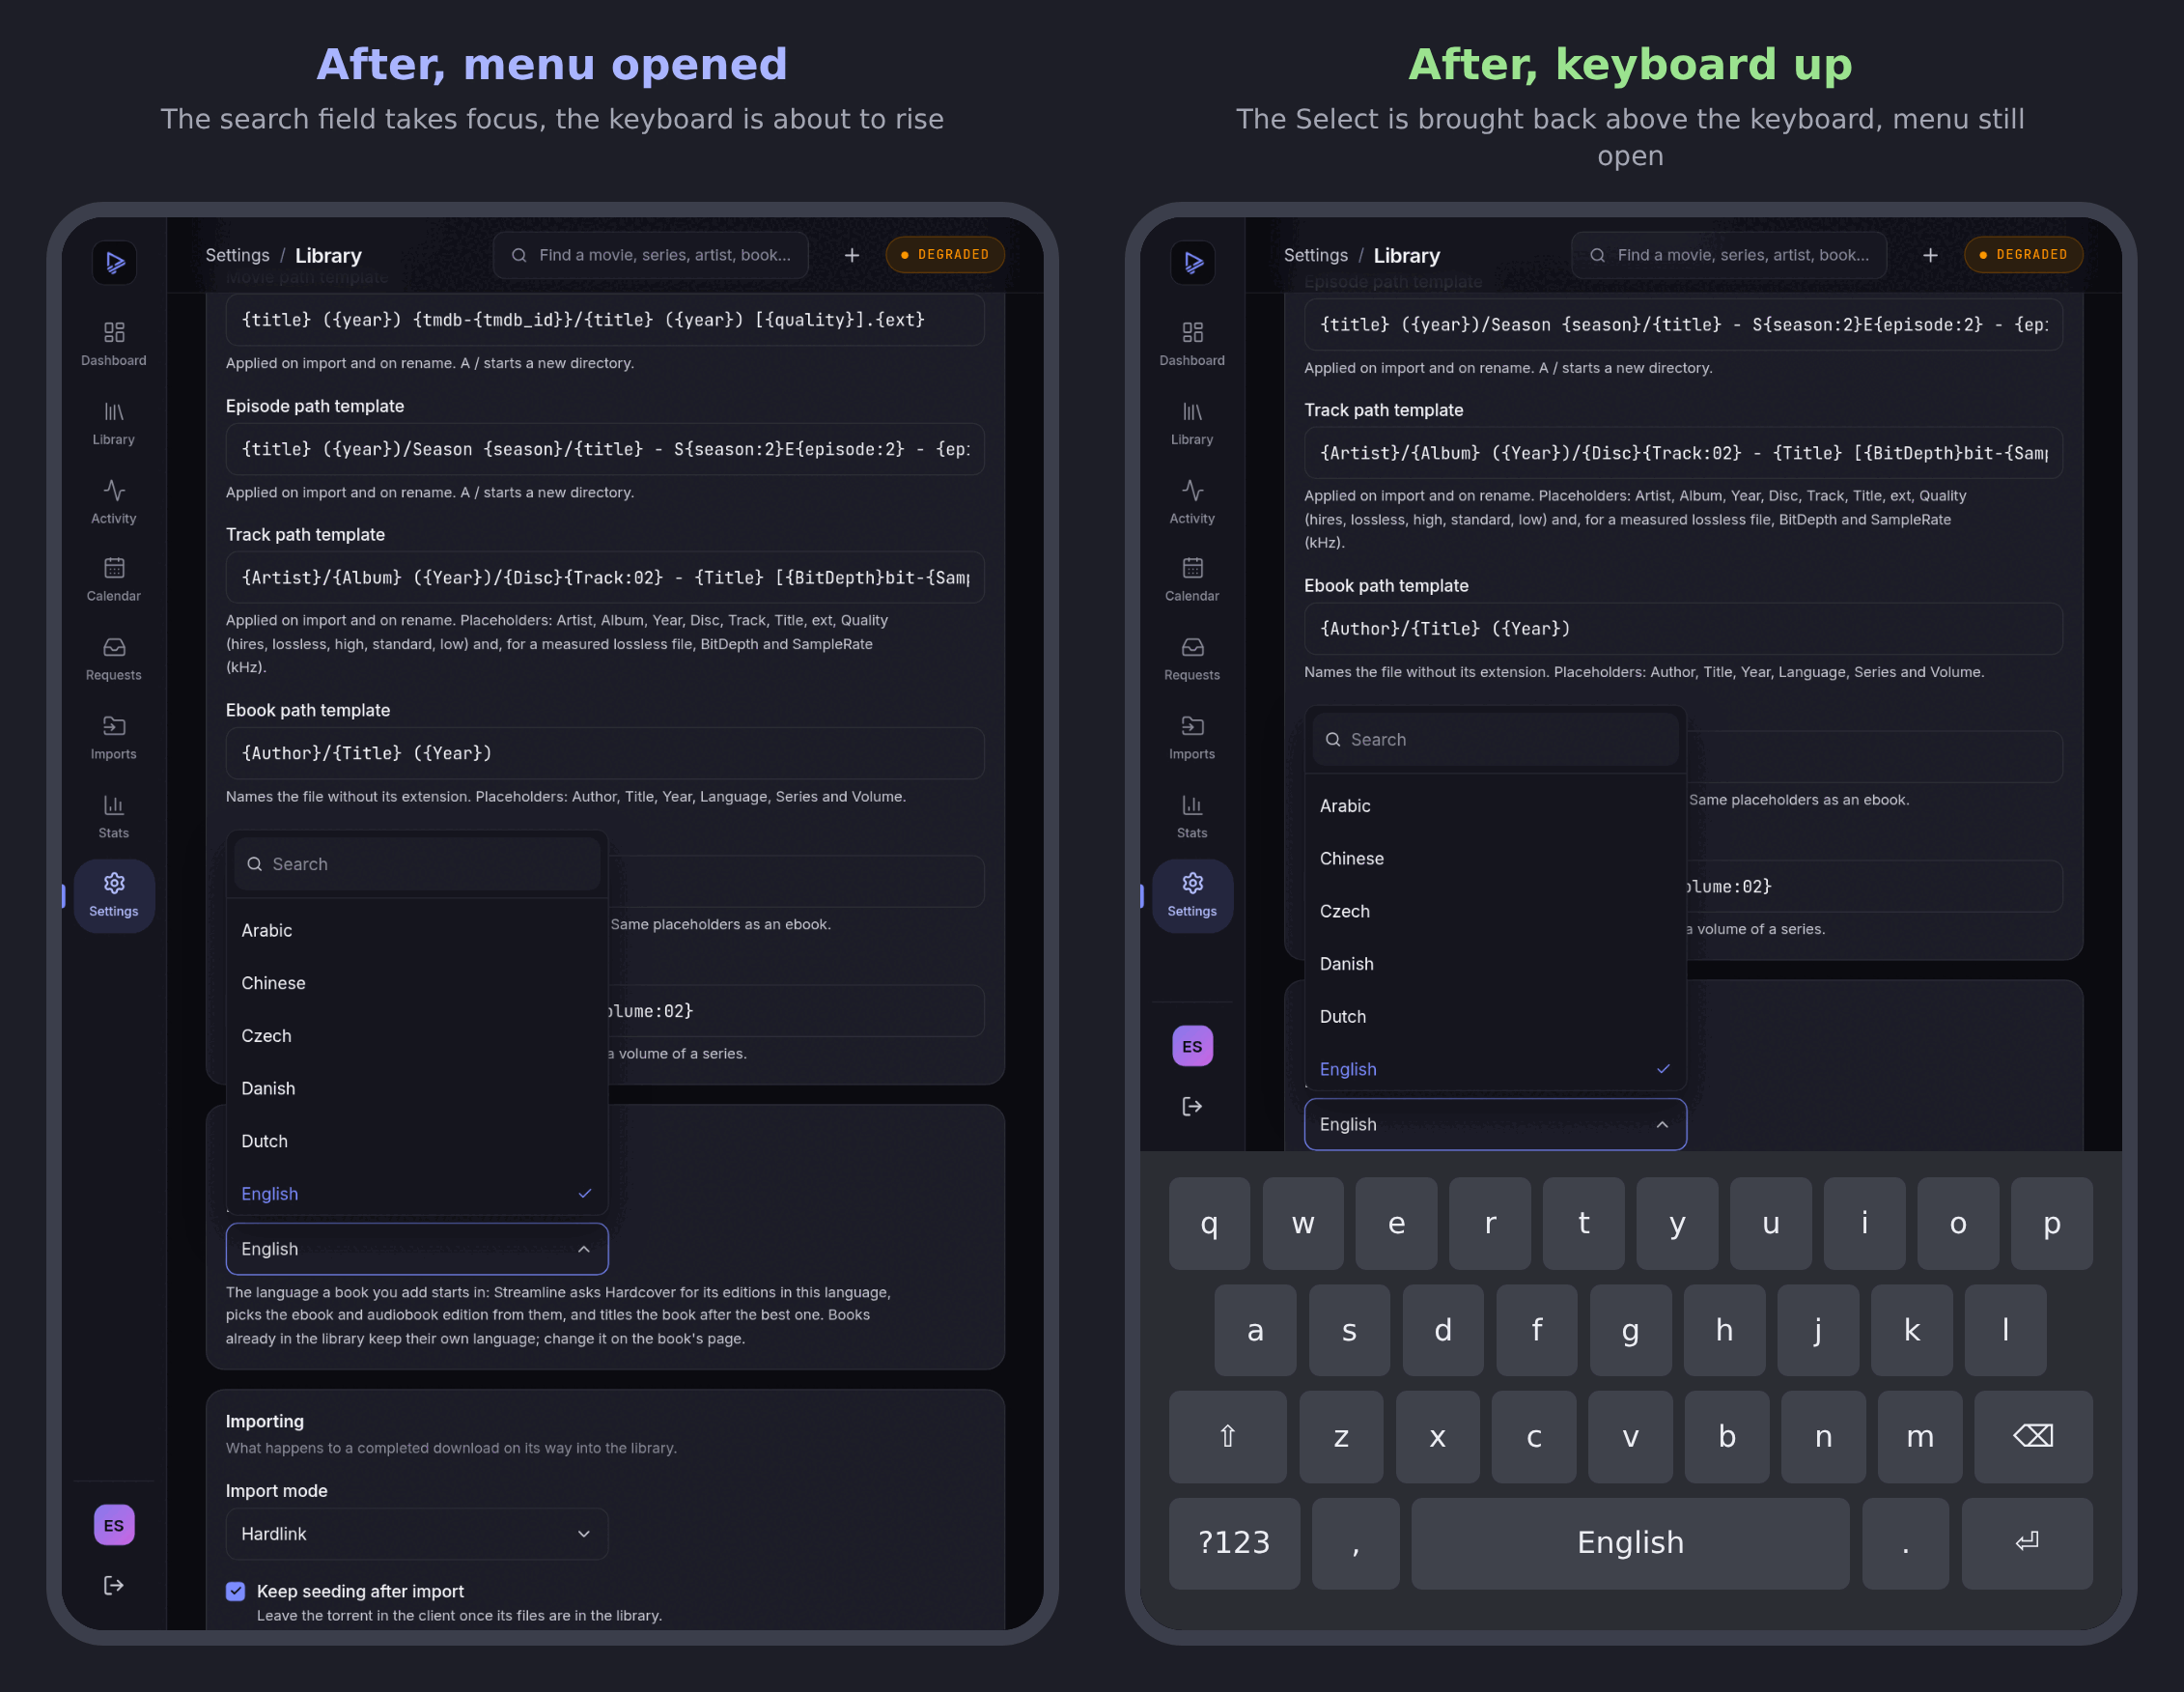 After, menu opened
The search field takes focus, the keyboard is about to rise
Settings / Library
Find a movie, series, artist, book...
+
DEGRADED
Dashboard
Library
Activity
Calendar
Requests
Imports
Stats
Settings
ES
Movie path template
{title} ({year}) {tmdb-{tmdb_id}}/{title} ({year}) [{quality}].{ext}
Applied on import and on rename. A / starts a new directory.
Episode path template
{title} ({year})/Season {season}/{title} - S{season:2}E{episode:2} - {ep:
Applied on import and on rename. A / starts a new directory.
Track path template
{Artist}/{Album} ({Year})/{Disc}{Track:02} - {Title} [{BitDepth}bit-{Samp
Applied on import and on rename. Placeholders: Artist, Album, Year, Disc, Track, Title, ext, Quality
(hires, lossless, high, standard, low) and, for a measured lossless file, BitDepth and SampleRate
(kHz).
Ebook path template
{Author}/{Title} ({Year})
Names the file without its extension. Placeholders: Author, Title, Year, Language, Series and Volume.
Search
Same placeholders as an ebook.
Arabic
Chinese
Czech
olume:02}
a volume of a series.
Danish
Dutch
English
English
The language a book you add starts in: Streamline asks Hardcover for its editions in this language,
picks the ebook and audiobook edition from them, and titles the book after the best one. Books
already in the library keep their own language; change it on the book's page.
Importing
What happens to a completed download on its way into the library.
Import mode
Hardlink
Keep seeding after import
Leave the torrent in the client once its files are in the library.
After, keyboard up
The Select is brought back above the keyboard, menu still
open
Settings / Library
Find a movie, series, artist, book...
+
DEGRADED
Dashboard
Library
Activity
Calendar
Requests
Imports
Stats
Settings
ES
Episode path template
{title} ({year})/Season {season}/{title} - S{season:2}E{episode:2} - {ep:
Applied on import and on rename. A / starts a new directory.
Track path template
{Artist}/{Album} ({Year})/{Disc}{Track:02} - {Title} [{BitDepth}bit-{Samp
Applied on import and on rename. Placeholders: Artist, Album, Year, Disc, Track, Title, ext, Quality
(hires, lossless, high, standard, low) and, for a measured lossless file, BitDepth and SampleRate
(kHz).
Ebook path template
{Author}/{Title} ({Year})
Names the file without its extension. Placeholders: Author, Title, Year, Language, Series and Volume.
Search
Same placeholders as an ebook.
Arabic
Chinese
olume:02}
Czech
a volume of a series.
Danish
Dutch
English
English
q w e r t y u i o p
a s d f g h j k l
⇧ z x c v b n m ⌫
?123 , English . ⏎